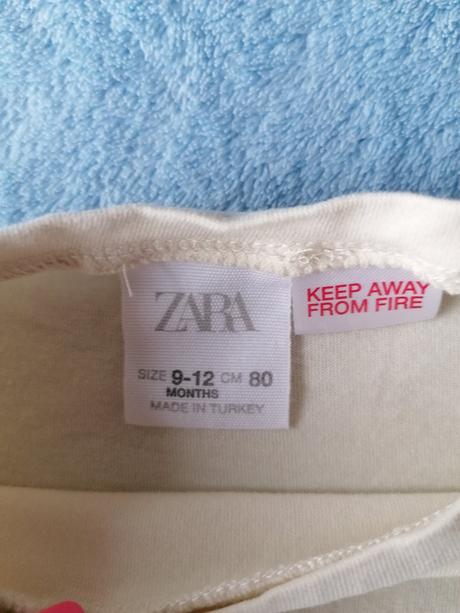 ZARA
SIZE 9-12 CM 80
MONTHS
MADE IN TURKEY
KEEP AWAY
FROM FIRE